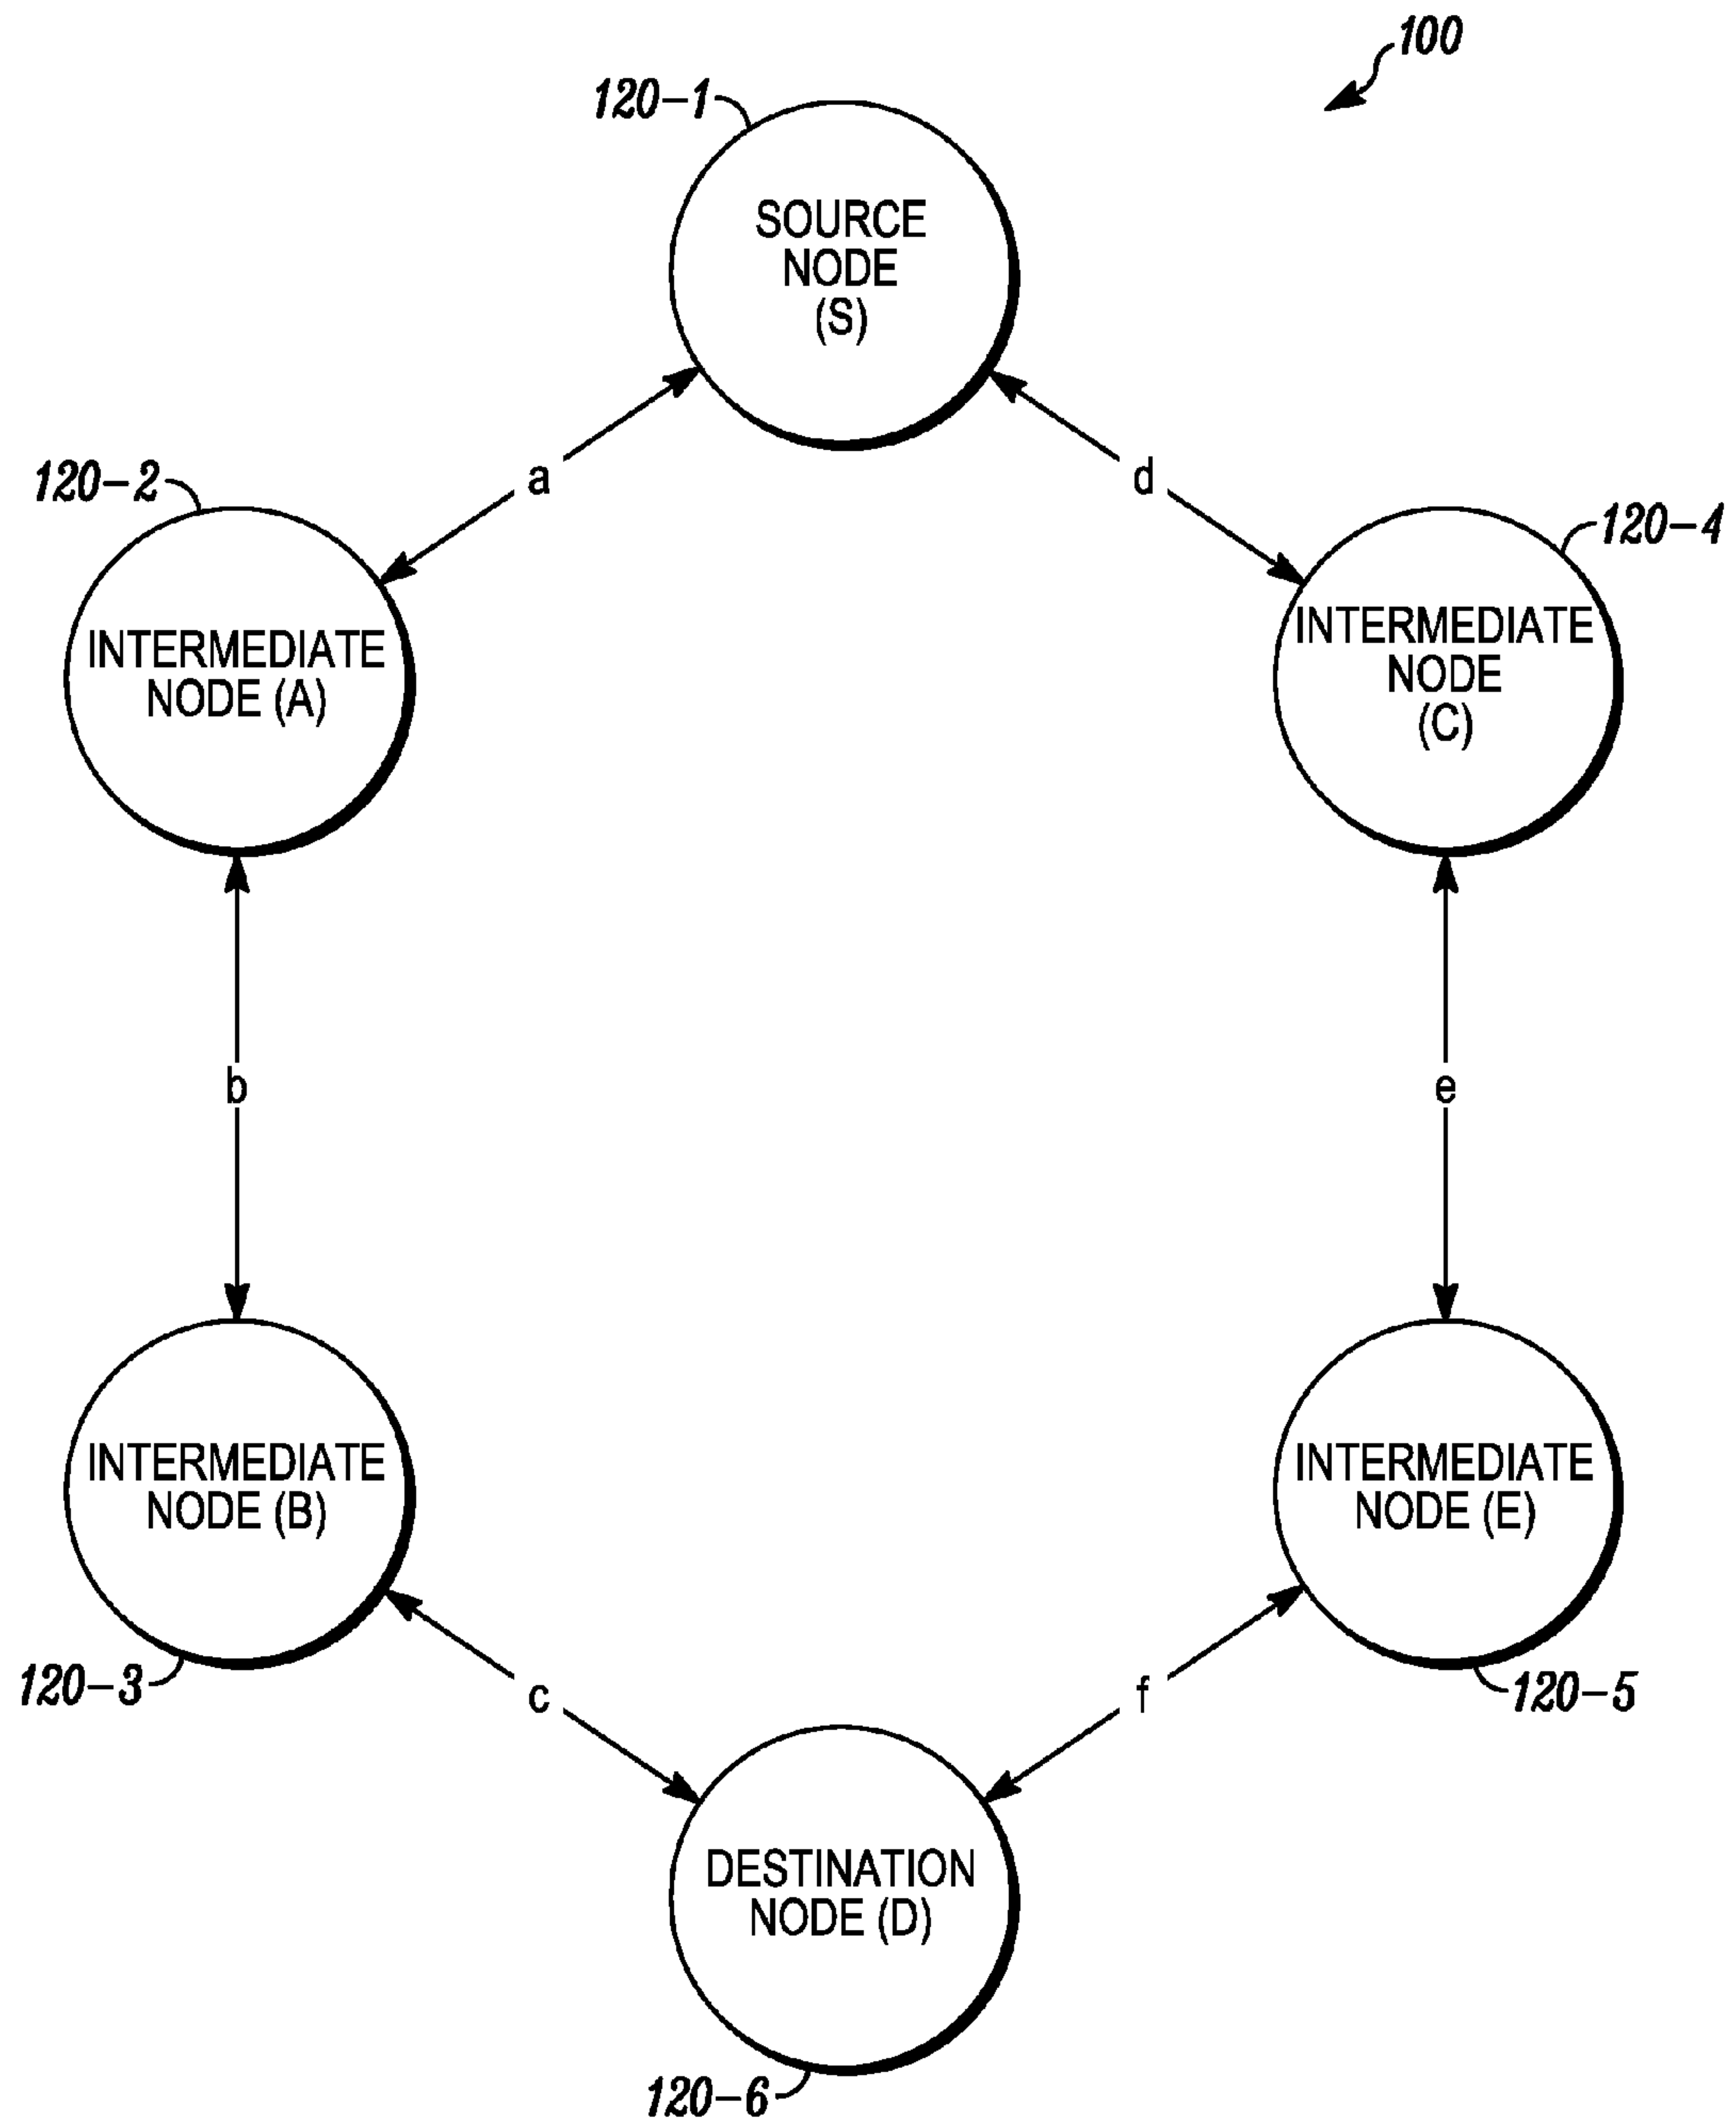 100
120-1
SOURCE
NODE
(S)
a
d
120-2
120-4
INTERMEDIATE
NODE (A)
INTERMEDIATE
NODE
(C)
b
e
INTERMEDIATE
NODE (B)
INTERMEDIATE
NODE (E)
120-3
120-5
c
f
DESTINATION
NODE (D)
120-6